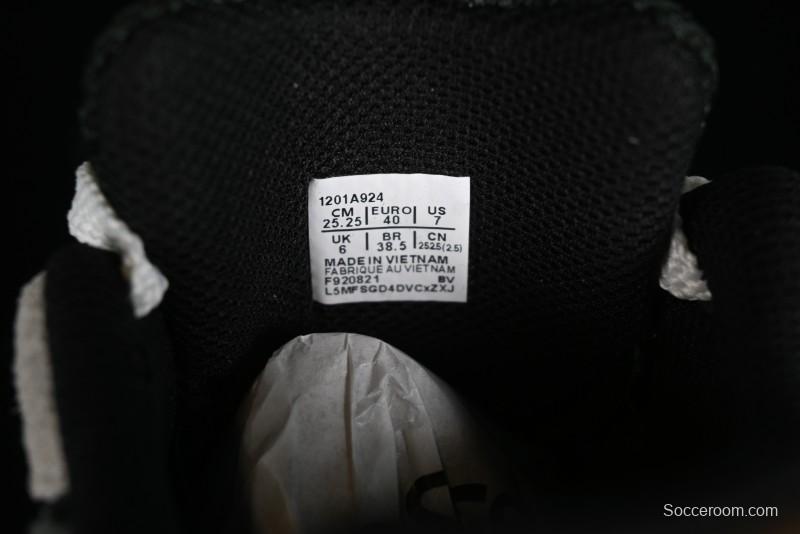 1201A924
CM | EURO | US
25.25 | 40 | 7
UK | BR | CN
6 | 38.5 | 252.5(2.5)
MADE IN VIETNAM
FABRIQUE AU VIETNAM
F920821 BV
L5MFSGD4DVCxZXJ
Socceroom.com